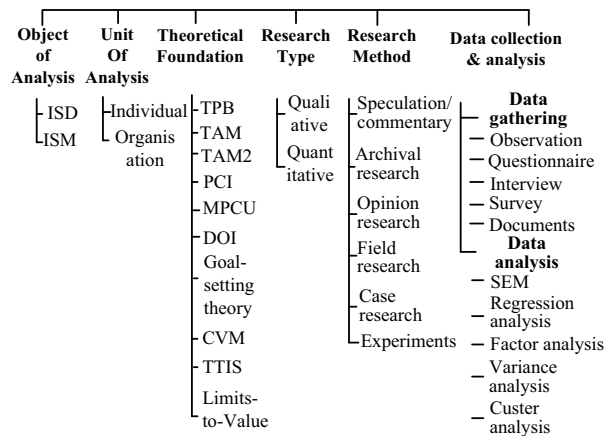 Object
of
Analysis
ISD
ISM
Unit
Of
Analysis
Individual
Organis
ation
Theoretical
Foundation
TPB
TAM
TAM2
PCI
MPCU
DOI
Goal-
setting
theory
CVM
TTIS
Limits-
to-Value
Research
Type
Quali
ative
Quant
itative
Research
Method
Speculation/
commentary
Archival
research
Opinion
research
Field
research
Case
research
Experiments
Data collection
& analysis
Data
gathering
Observation
Questionnaire
Interview
Survey
Documents
Data
analysis
SEM
Regression
analysis
Factor analysis
Variance
analysis
Custer
analysis